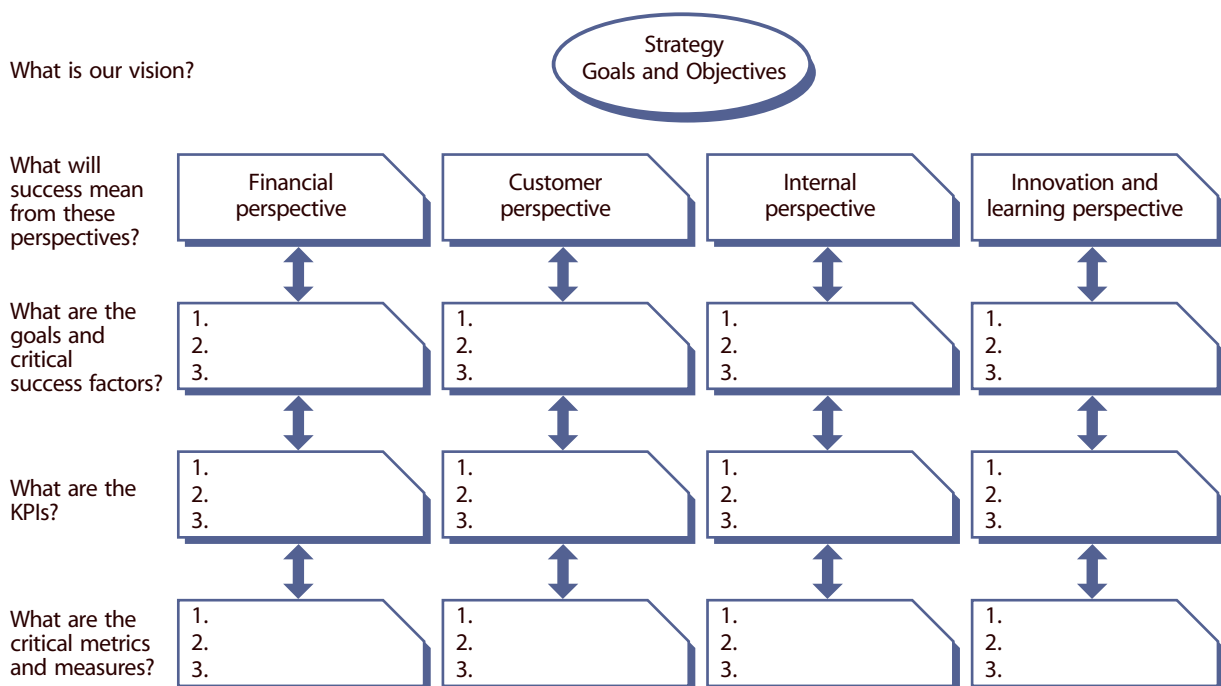 What is our vision?
Strategy
Goals and Objectives
What will
success mean
from these
perspectives?
Financial
perspective
Customer
perspective
Internal
perspective
Innovation and
learning perspective
What are the
goals and
critical
success factors?
1.
2.
3.
1.
2.
3.
1.
2.
3.
1.
2.
3.
What are the
KPIs?
1.
2.
3.
1.
2.
3.
1.
2.
3.
1.
2.
3.
What are the
critical metrics
and measures?
1.
2.
3.
1.
2.
3.
1.
2.
3.
1.
2.
3.